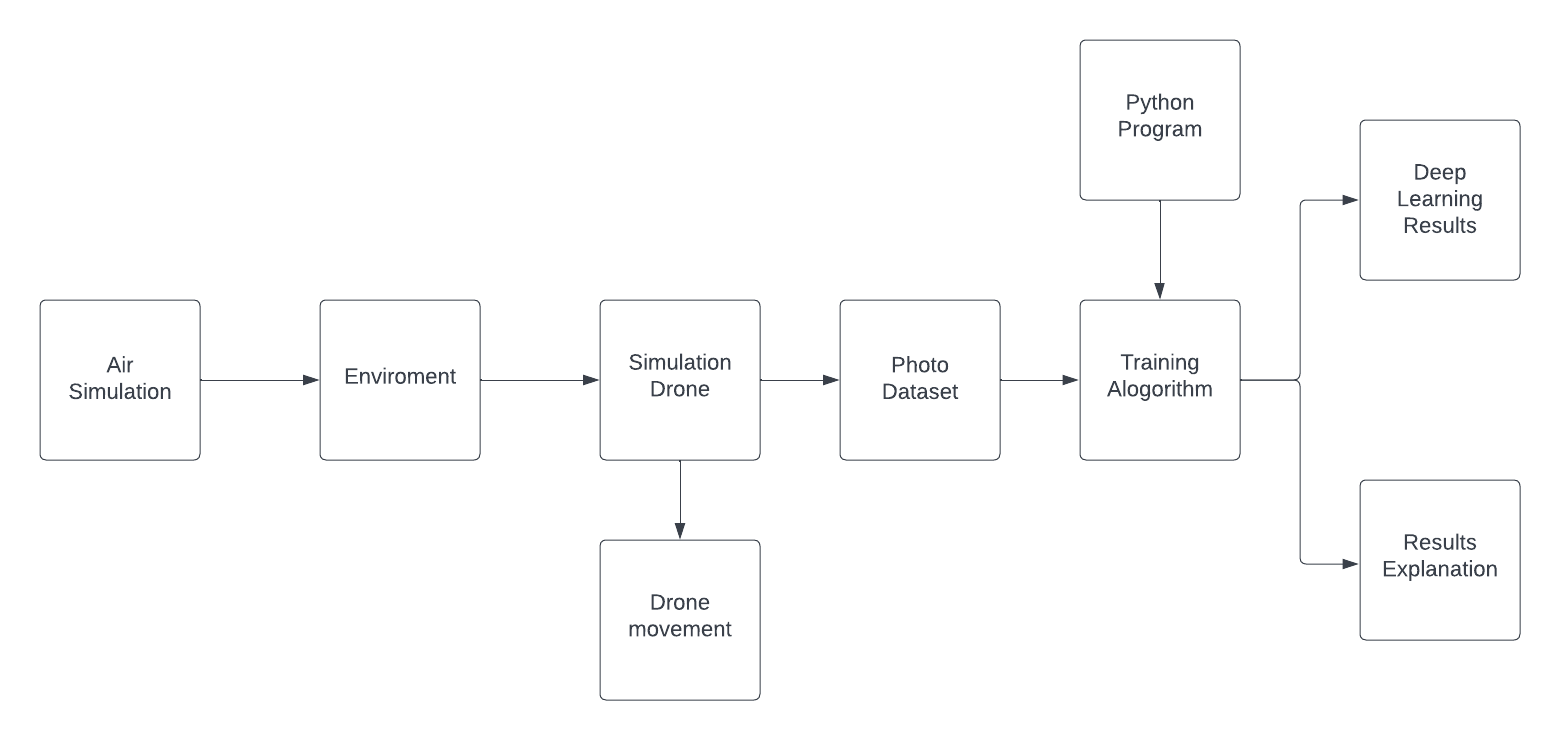 Python
Program
Deep
Learning
Results
Air
Simulation
Enviroment
Simulation
Drone
Photo
Dataset
Training
Alogorithm
Results
Explanation
Drone
movement